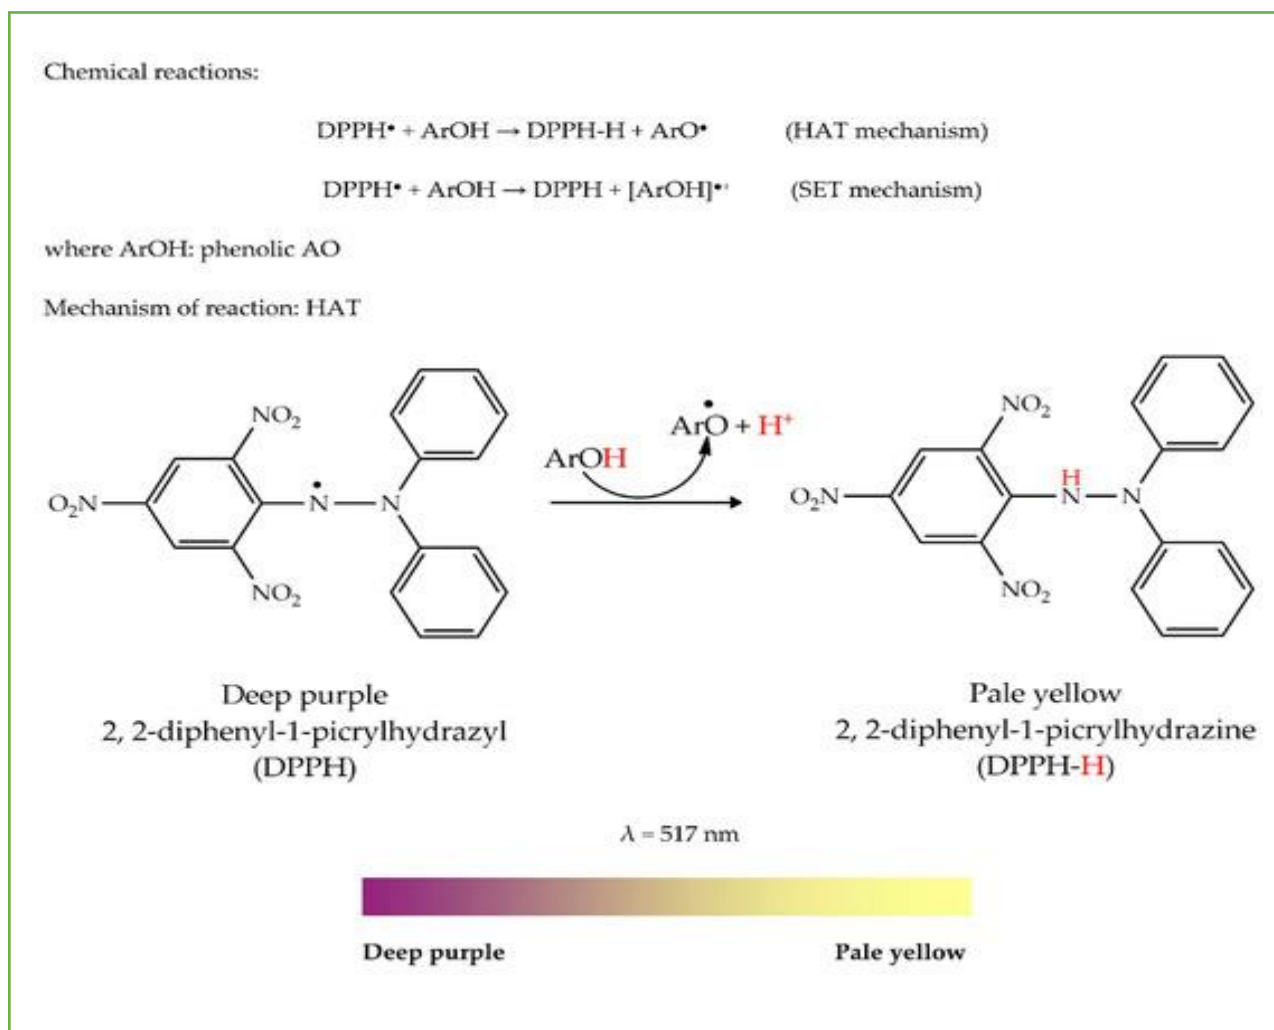 Chemical reactions:
DPPH• + ArOH → DPPH-H + ArO• (HAT mechanism)
DPPH• + ArOH → DPPH + [ArOH]•⁺ (SET mechanism)
where ArOH: phenolic AO
Mechanism of reaction: HAT
NO₂
O₂N
N•
N
NO₂
ArOH
ArO• + H⁺
NO₂
O₂N
H
N
N
NO₂
Deep purple
2, 2-diphenyl-1-picrylhydrazyl
(DPPH)
Pale yellow
2, 2-diphenyl-1-picrylhydrazine
(DPPH-H)
λ = 517 nm
Deep purple
Pale yellow